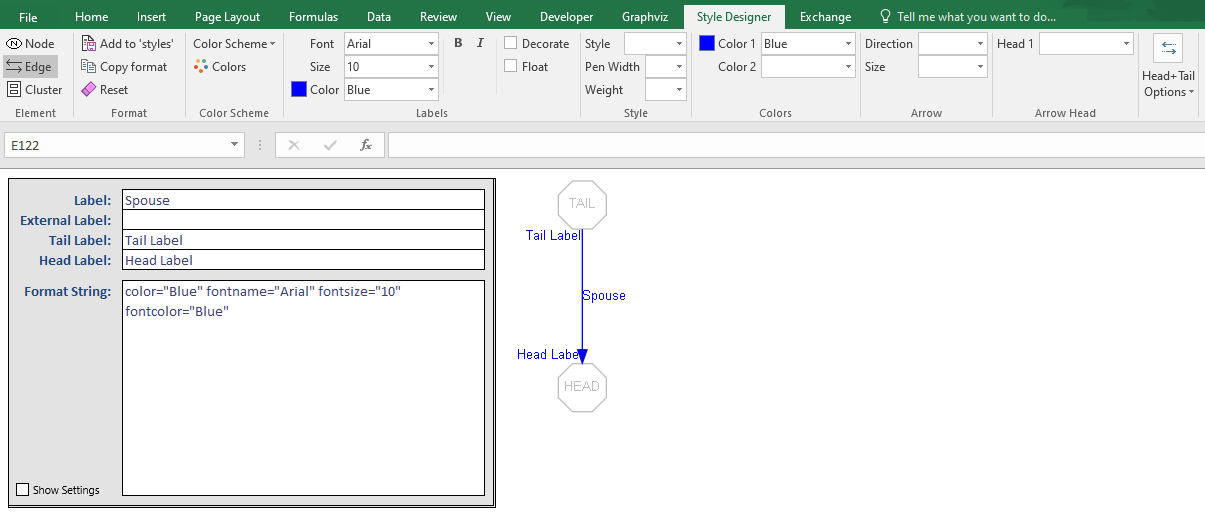 File Home Insert Page Layout Formulas Data Review View Developer Graphviz Style Designer Exchange Tell me what you want to do...
Node Add to 'styles' Color Scheme Font Arial B I Decorate Style Color 1 Blue Direction Head 1
Edge Copy format Colors Size 10 Float Pen Width Color 2 Size Head+Tail
Cluster Reset Color Blue Weight Options
Element Format Color Scheme Labels Style Colors Arrow Arrow Head
E122 fx
Label: Spouse
External Label:
Tail Label: Tail Label
Head Label: Head Label
Format String: color="Blue" fontname="Arial" fontsize="10"
fontcolor="Blue"
Show Settings
TAIL
Tail Label
Spouse
Head Label
HEAD